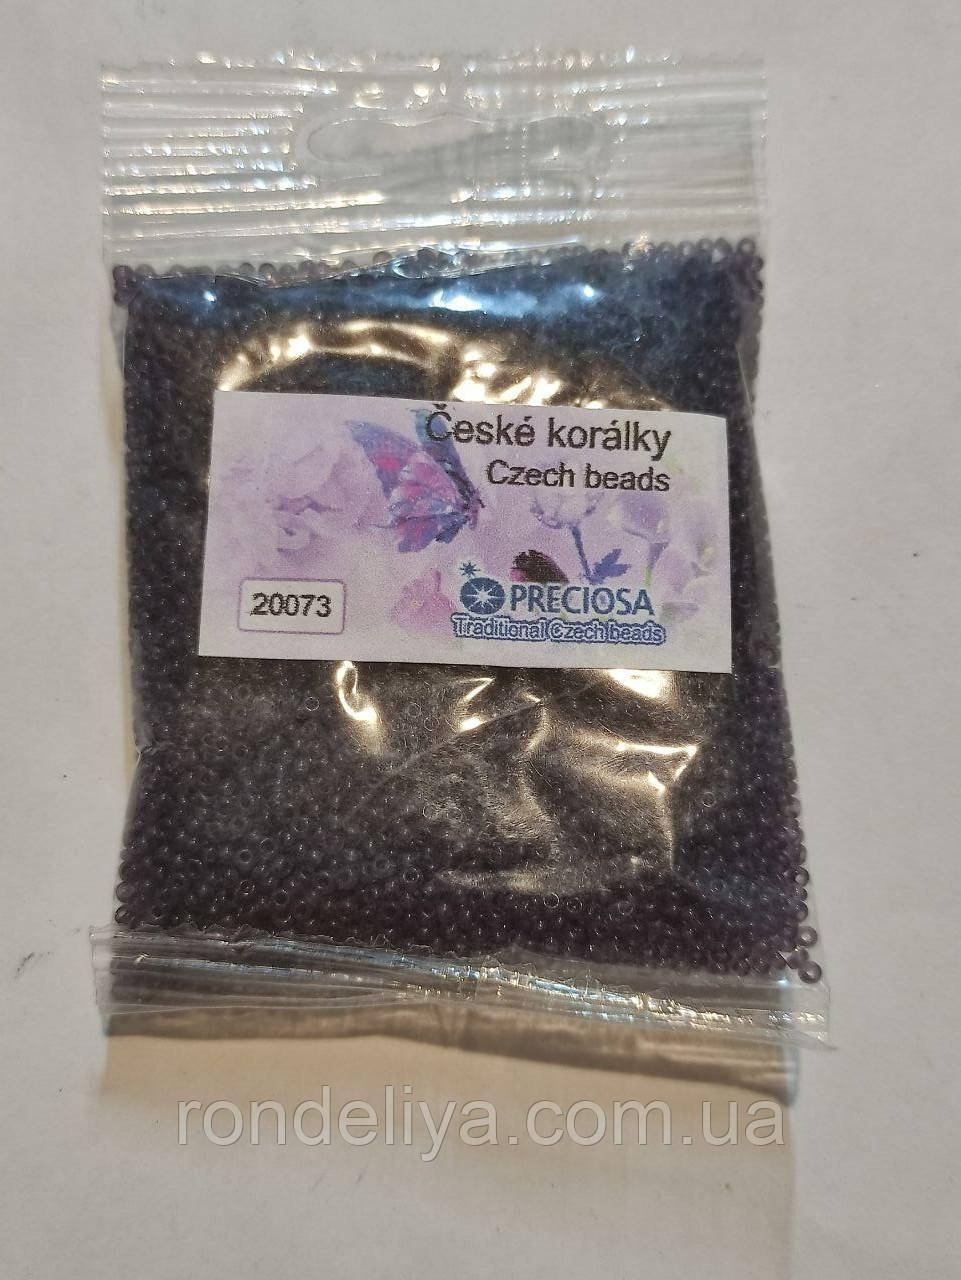 České korálky
Czech beads
20073
PRECIOSA
Traditional Czech beads
rondeliya.com.ua